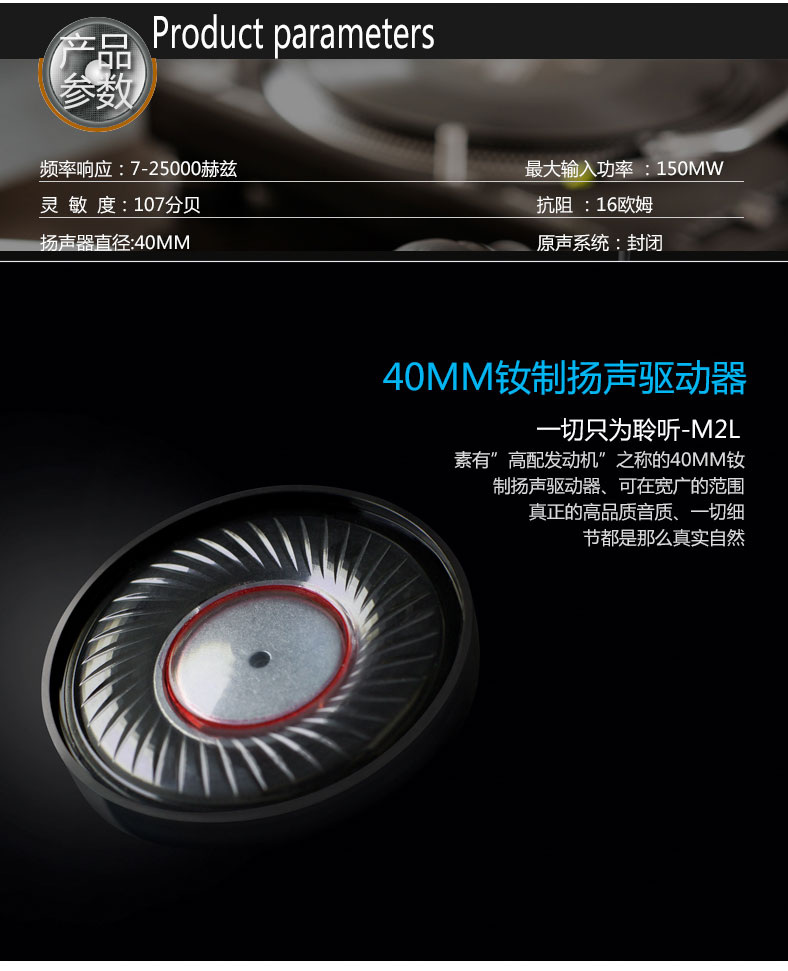 Product parameters
产品
参数
频率响应：7-25000赫兹
最大输入功率 ：150MW
灵 敏 度：107分贝
抗阻 ：16欧姆
扬声器直径:40MM
原声系统：封闭
40MM钕制扬声驱动器
一切只为聆听-M2L
素有”高配发动机”之称的40MM钕
制扬声驱动器、可在宽广的范围
真正的高品质音质、一切细
节都是那么真实自然